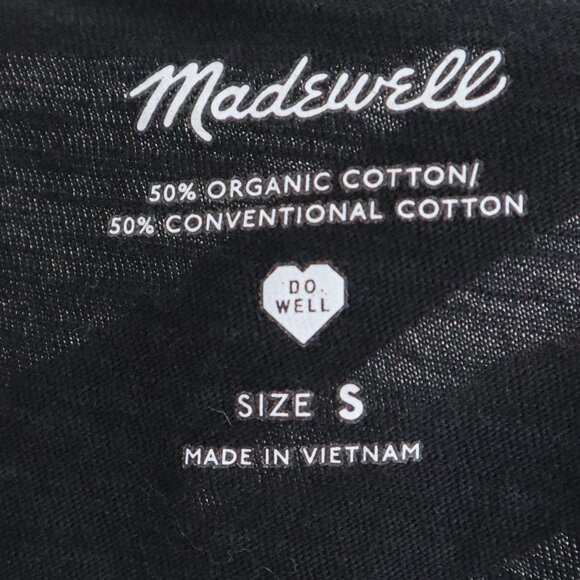 Madewell
50% ORGANIC COTTON/
50% CONVENTIONAL COTTON
DO.
WELL
SIZE S
MADE IN VIETNAM